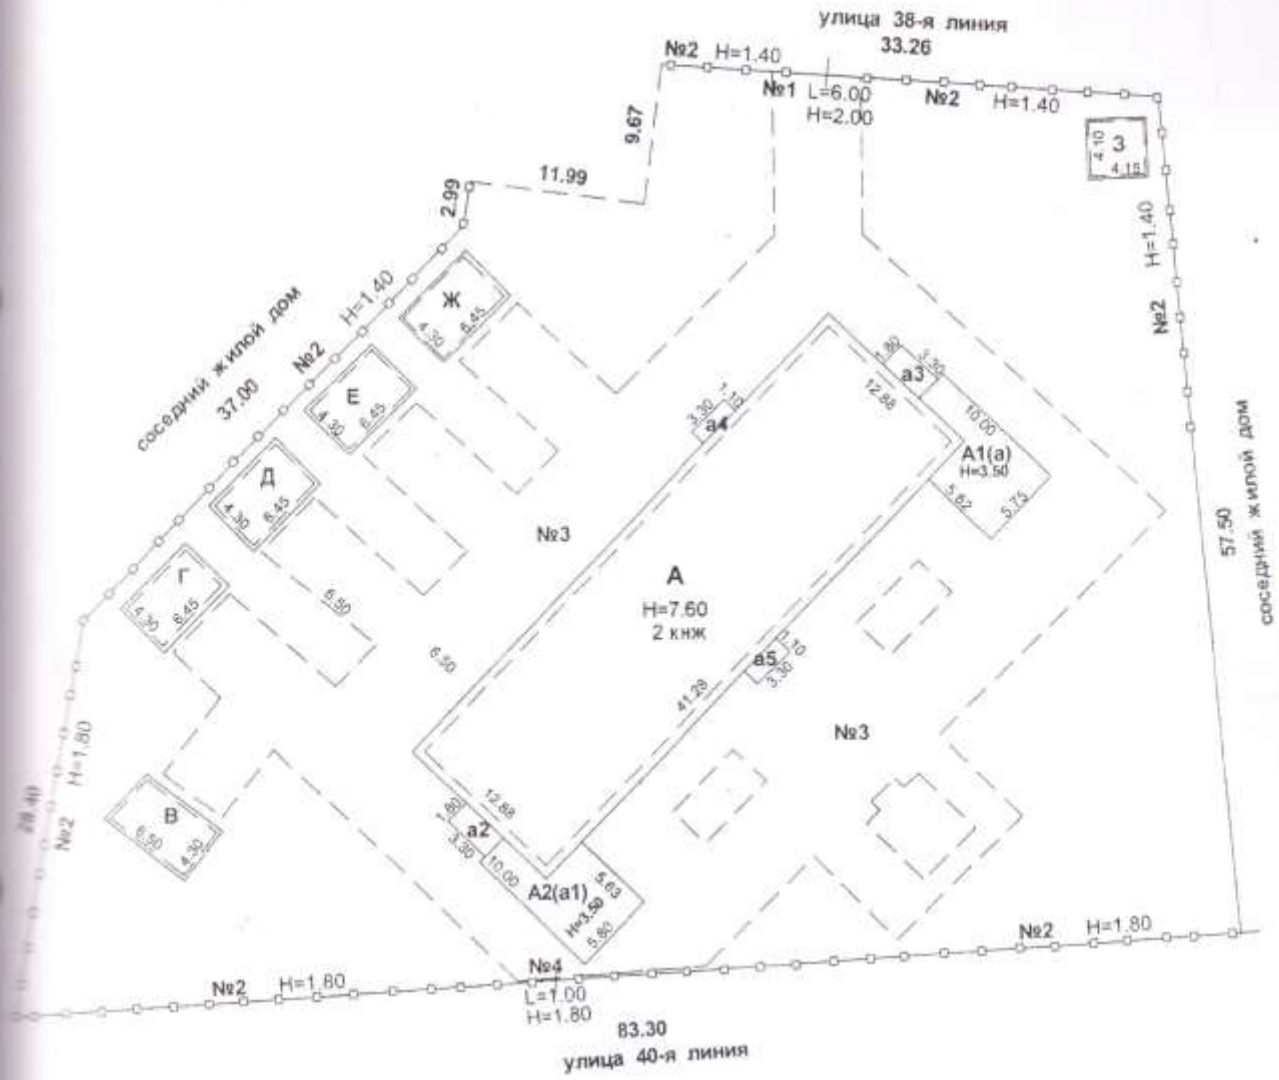 улица 38-я линия
33.26
№2 H=1.40
№1 L=6.00
H=2.00
№2 H=1.40
9.67
11.99
2.99
3
4.10
4.15
H=1.40
№2
57.50
соседний жилой дом
соседний жилой дом
37.00
№2 H=1.40
Ж
4.30 6.45
Е
4.30 6.45
Д
4.30 6.45
Г
4.30 6.45
6.50
6.50
№3
1.80 3.30
а3
12.88
3.30 1.10
а4
10.00
А1(а)
H=3.50
5.62 5.75
А
H=7.60
2 кнж
1.10
а5
3.30
41.28
№3
28.40
№2 H=1.80
В
6.50 4.30
12.88
1.80
а2
3.30
10.00
А2(а1)
5.63
H=3.50
5.80
№2 H=1.80
№4
L=1.00
H=1.80
№2 H=1.80
83.30
улица 40-я линия